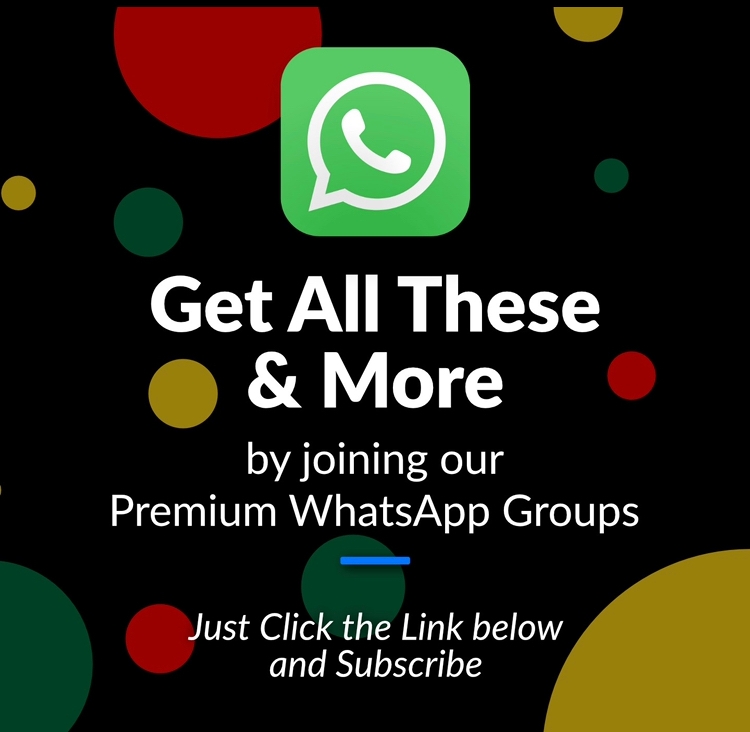 Get All These
& More
by joining our
Premium WhatsApp Groups
Just Click the Link below
and Subscribe